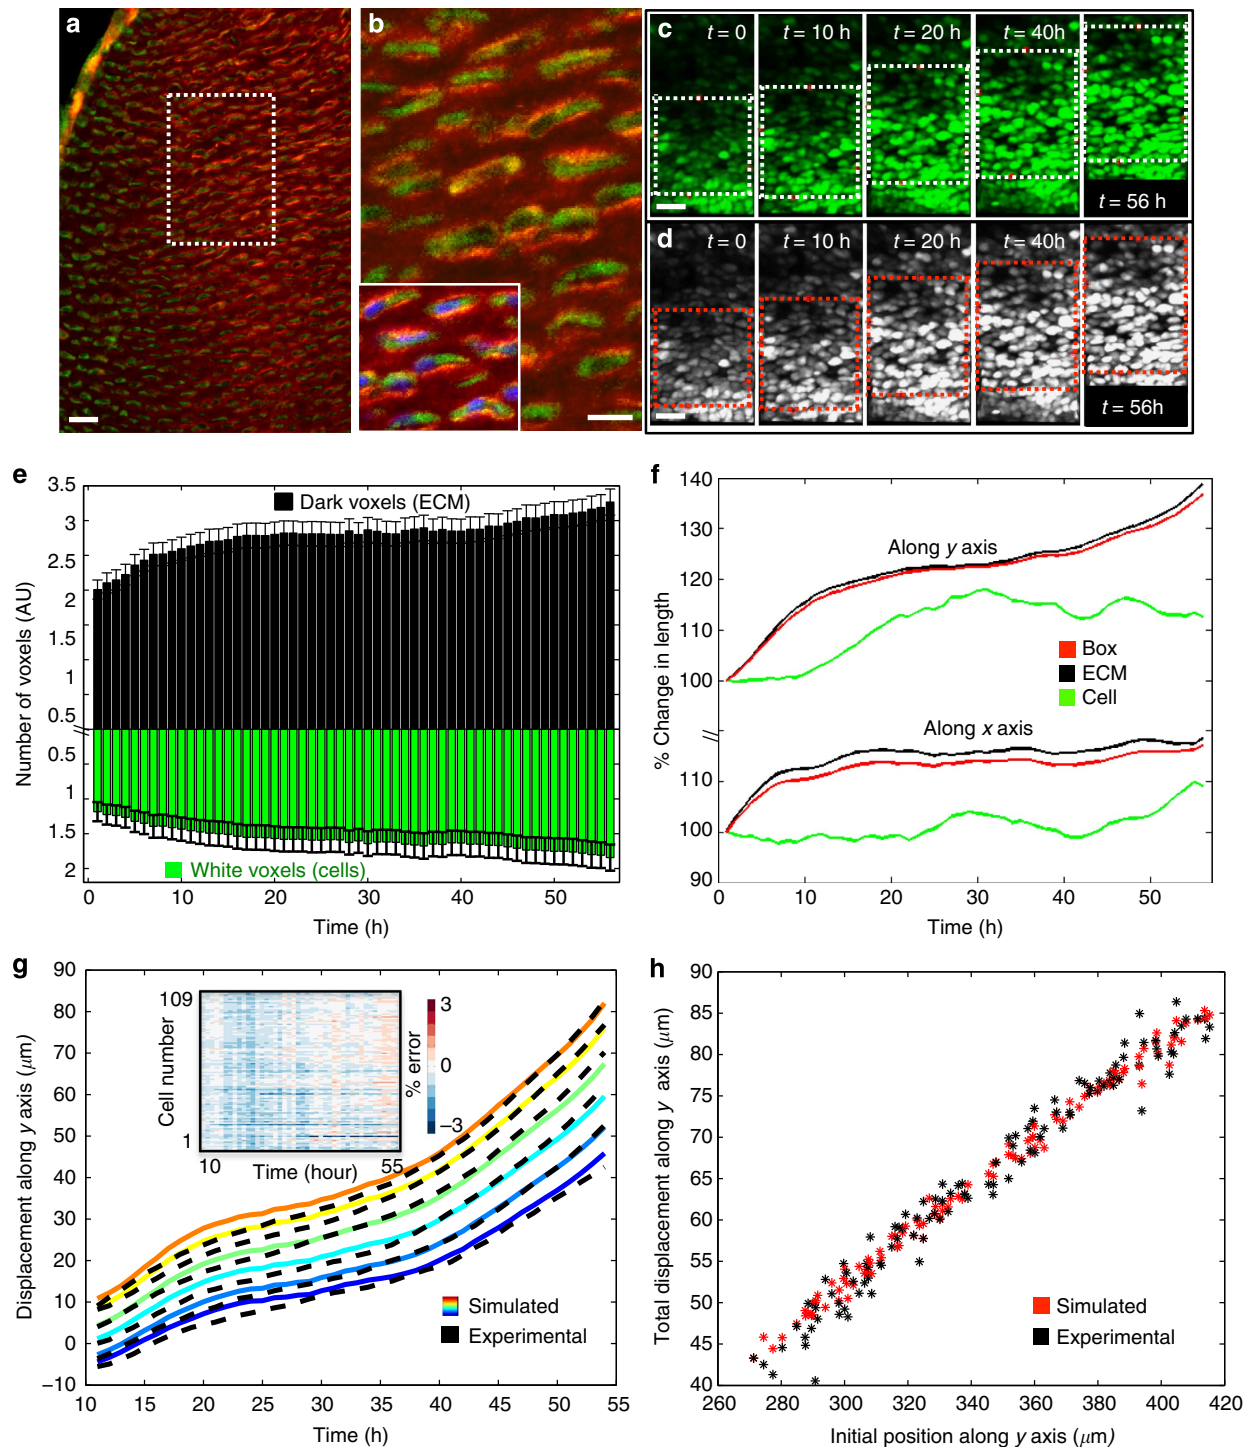 a
b
c
t = 0
t = 10 h
t = 20 h
t = 40h
t = 56 h
d
t = 0
t = 10 h
t = 20 h
t = 40h
t = 56h
e
3.5
3
2.5
2
1.5
1
0.5
0.5
1
1.5
2
Number of voxels (AU)
Dark voxels (ECM)
White voxels (cells)
0 10 20 30 40 50
Time (h)
f
140
130
120
110
100
110
100
90
% Change in length
Along y axis
Box
ECM
Cell
Along x axis
0 10 20 30 40 50
Time (h)
g
90
80
70
60
50
40
30
20
10
0
−10
Displacement along y axis (μm)
109
1
Cell number
10 Time (hour) 55
3
0
−3
% error
Simulated
Experimental
10 15 20 25 30 35 40 45 50 55
Time (h)
h
90
85
80
75
70
65
60
55
50
45
40
Total displacement along y axis (μm)
Simulated
Experimental
260 280 300 320 340 360 380 400 420
Initial position along y axis (μm)